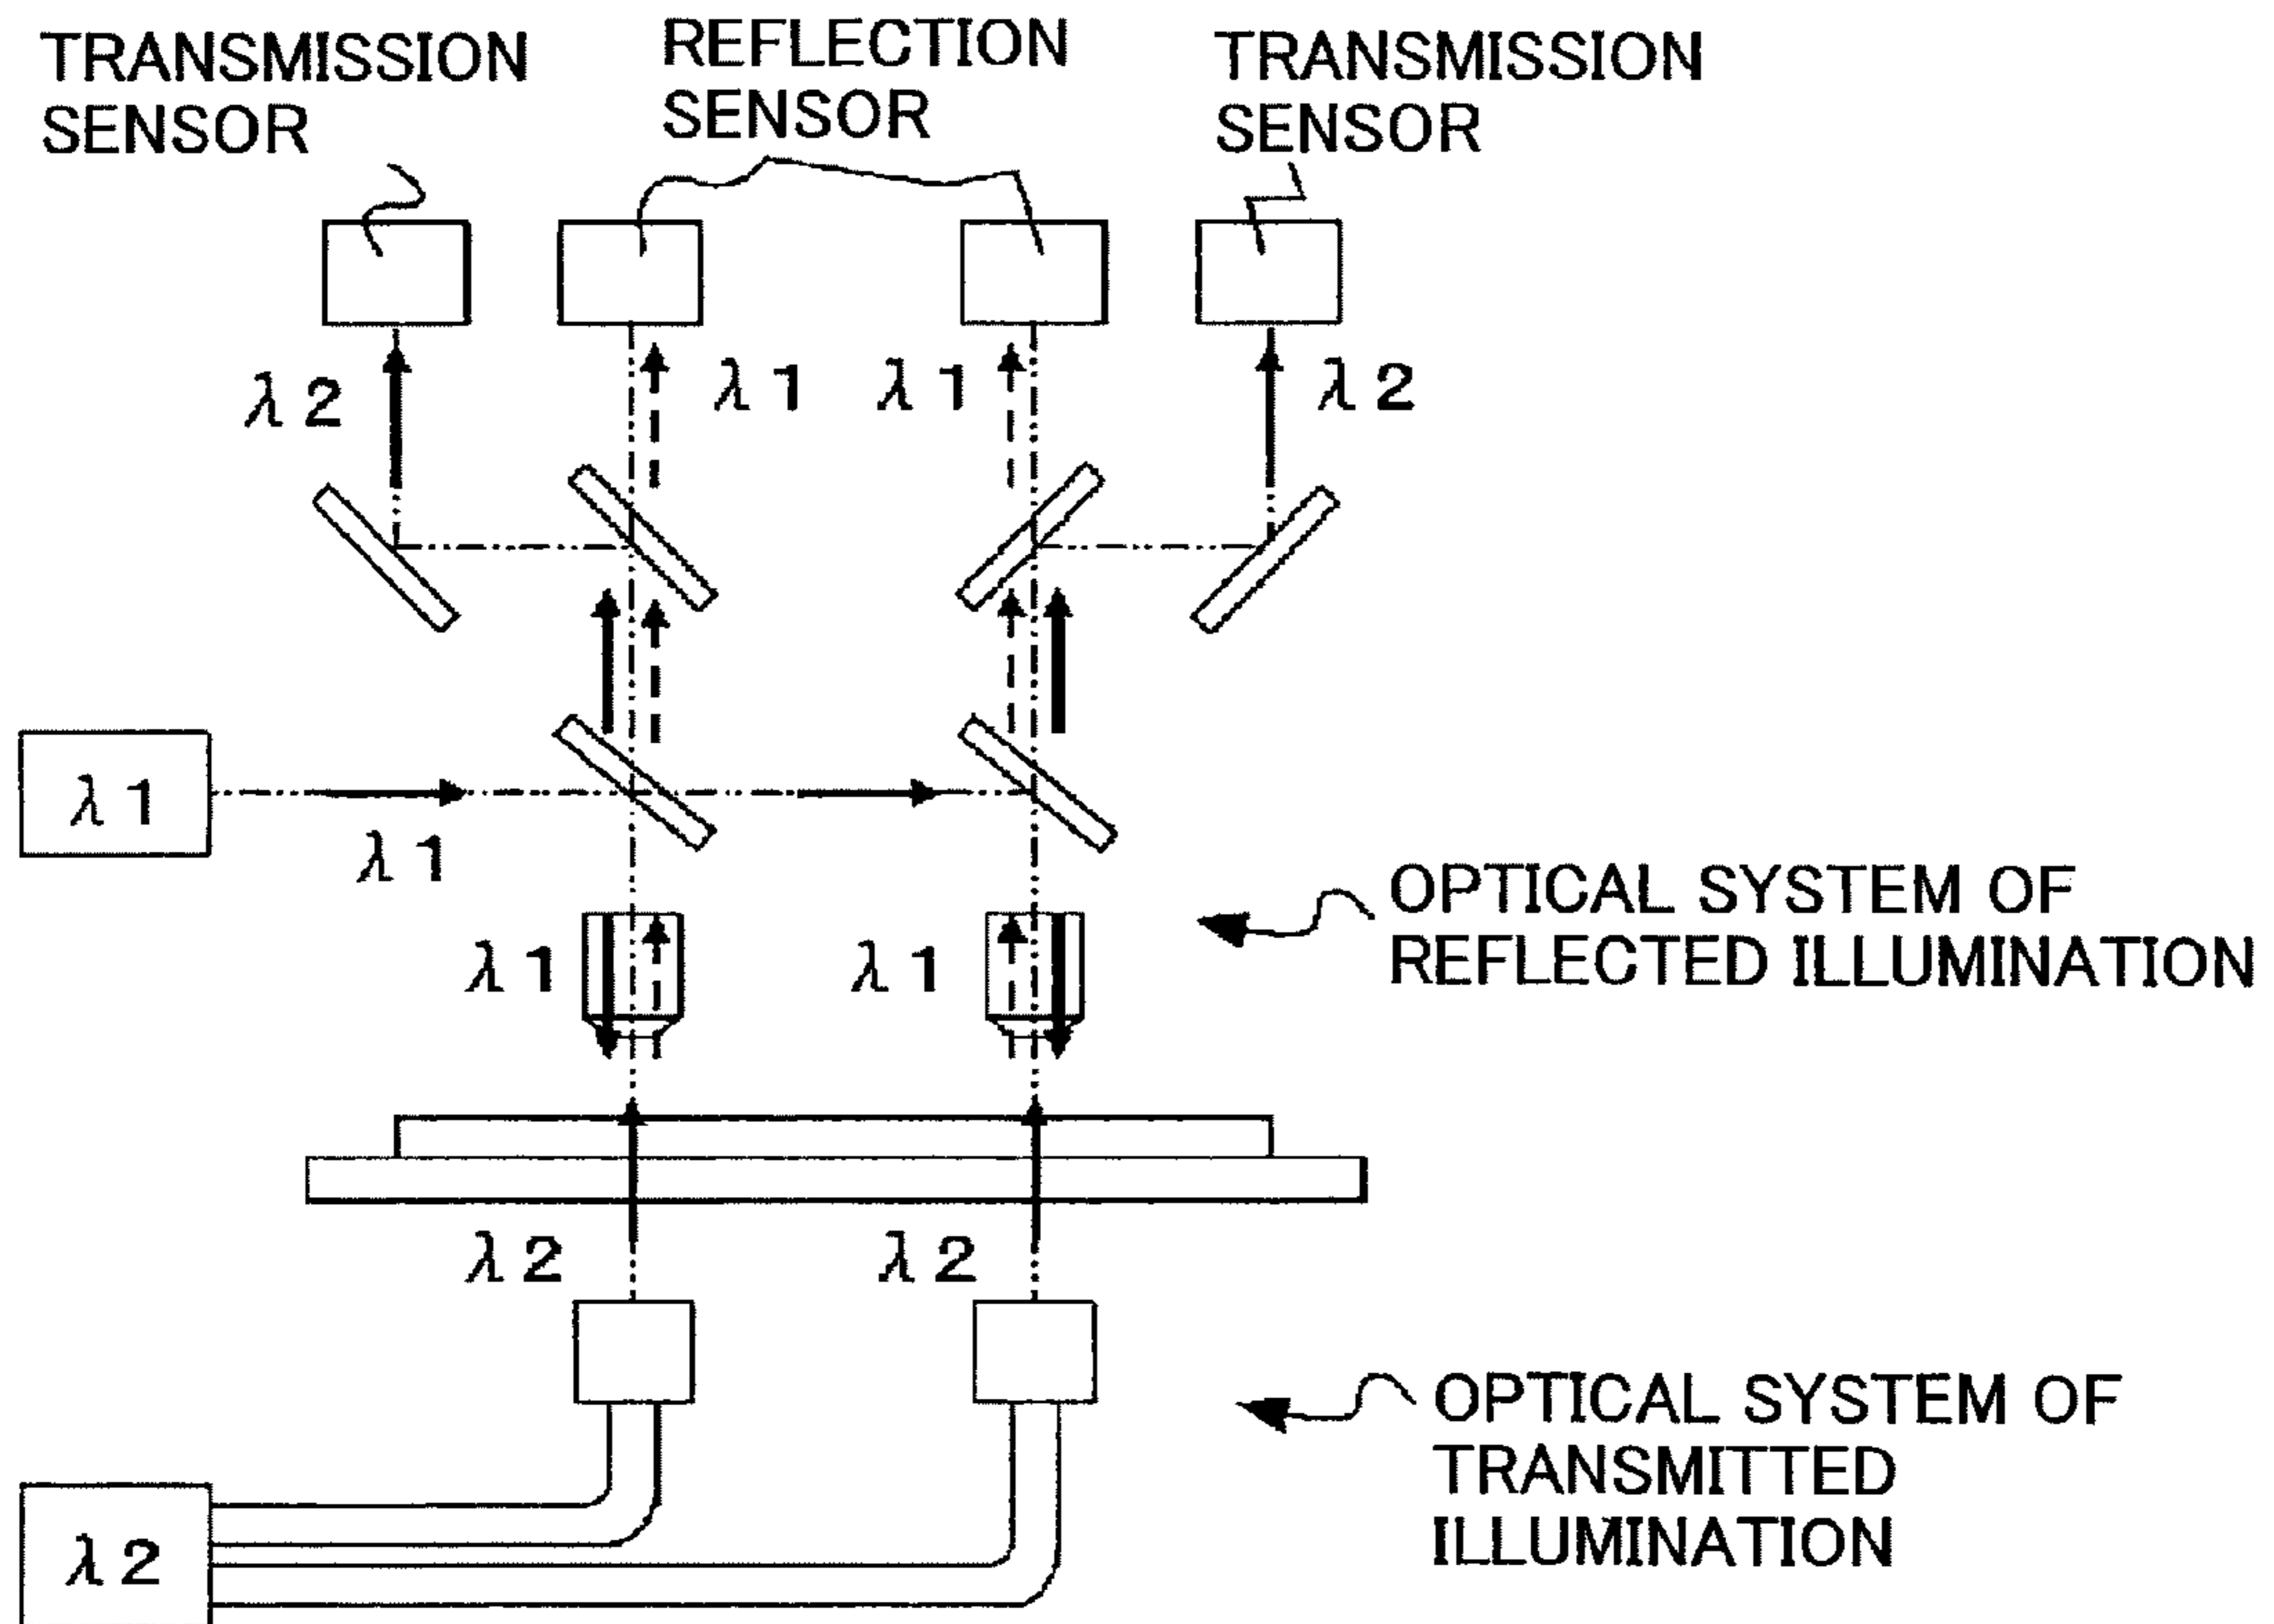 TRANSMISSION
SENSOR
REFLECTION
SENSOR
TRANSMISSION
SENSOR
λ2
λ1
λ1
λ2
λ1
λ1
OPTICAL SYSTEM OF
REFLECTED ILLUMINATION
λ1
λ1
λ2
λ2
OPTICAL SYSTEM OF
TRANSMITTED
ILLUMINATION
λ2